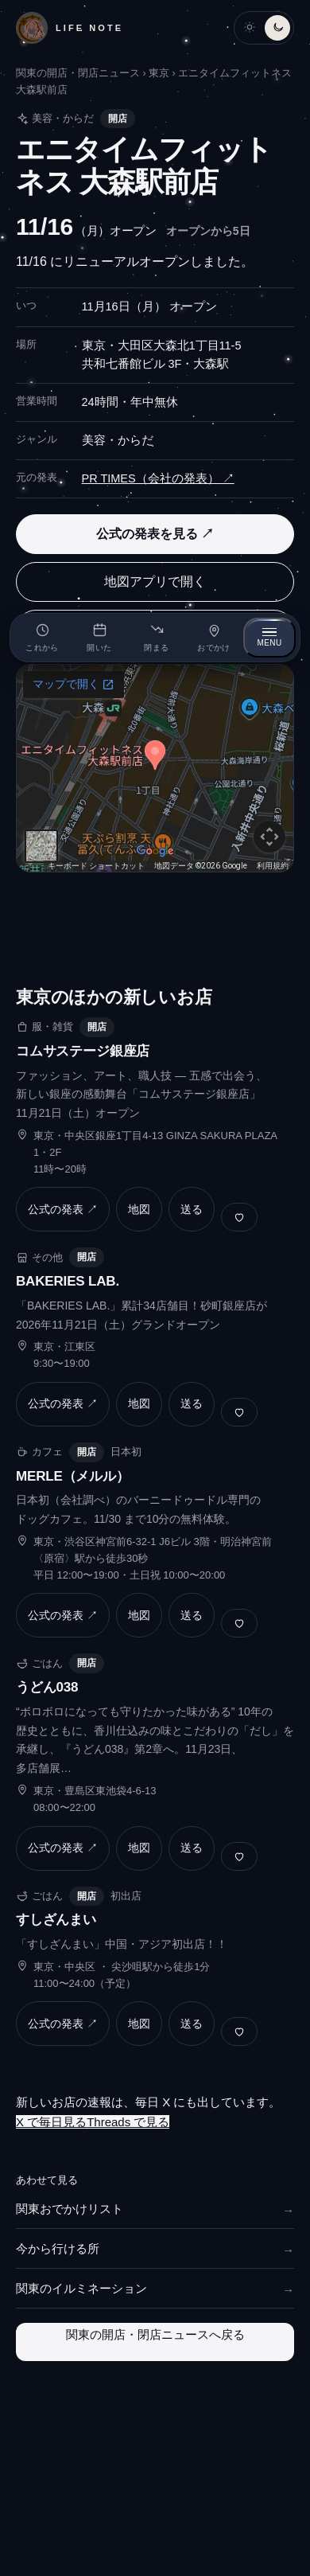 LIFE NOTE
関東の開店・閉店ニュース › 東京 › エニタイムフィットネス
大森駅前店
美容・からだ 開店
エニタイムフィット
ネス 大森駅前店
11/16（月）オープン オープンから5日
11/16 にリニューアルオープンしました。
いつ 11月16日（月） オープン
場所 東京・大田区大森北1丁目11-5
共和七番館ビル 3F・大森駅
営業時間 24時間・年中無休
ジャンル 美容・からだ
元の発表 PR TIMES（会社の発表） ↗
公式の発表を見る ↗
地図アプリで開く
これから 開いた 閉まる おでかけ MENU
マップで開く
大森 JR
大森ベ
北の御番
桜新道
エニタイムフィットネス
大森駅前店
大森海岸通り
1丁目
公園北通り
神社通り
交通公園通り
入新井中央通り
天ぷら割烹 天
富久(てんぷ
Google
キーボード ショートカット 地図データ ©2026 Google 利用規約
東京のほかの新しいお店
服・雑貨 開店
コムサステージ銀座店
ファッション、アート、職人技 — 五感で出会う、
新しい銀座の感動舞台「コムサステージ銀座店」
11月21日（土）オープン
東京・中央区銀座1丁目4-13 GINZA SAKURA PLAZA
1・2F
11時〜20時
公式の発表 ↗ 地図 送る ♡
その他 開店
BAKERIES LAB.
「BAKERIES LAB.」累計34店舗目！砂町銀座店が
2026年11月21日（土）グランドオープン
東京・江東区
9:30〜19:00
公式の発表 ↗ 地図 送る ♡
カフェ 開店 日本初
MERLE（メルル）
日本初（会社調べ）のバーニードゥードル専門の
ドッグカフェ。11/30 まで10分の無料体験。
東京・渋谷区神宮前6-32-1 J6ビル 3階・明治神宮前
〈原宿〉駅から徒歩30秒
平日 12:00〜19:00・土日祝 10:00〜20:00
公式の発表 ↗ 地図 送る ♡
ごはん 開店
うどん038
“ボロボロになっても守りたかった味がある” 10年の
歴史とともに、香川仕込みの味とこだわりの「だし」を
承継し、『うどん038』第2章へ。11月23日、
多店舗展…
東京・豊島区東池袋4-6-13
08:00〜22:00
公式の発表 ↗ 地図 送る ♡
ごはん 開店 初出店
すしざんまい
「すしざんまい」中国・アジア初出店！！
東京・中央区 ・ 尖沙咀駅から徒歩1分
11:00〜24:00（予定）
公式の発表 ↗ 地図 送る ♡
新しいお店の速報は、毎日 X にも出しています。
X で毎日見るThreads で見る
あわせて見る
関東おでかけリスト →
今から行ける所 →
関東のイルミネーション →
関東の開店・閉店ニュースへ戻る